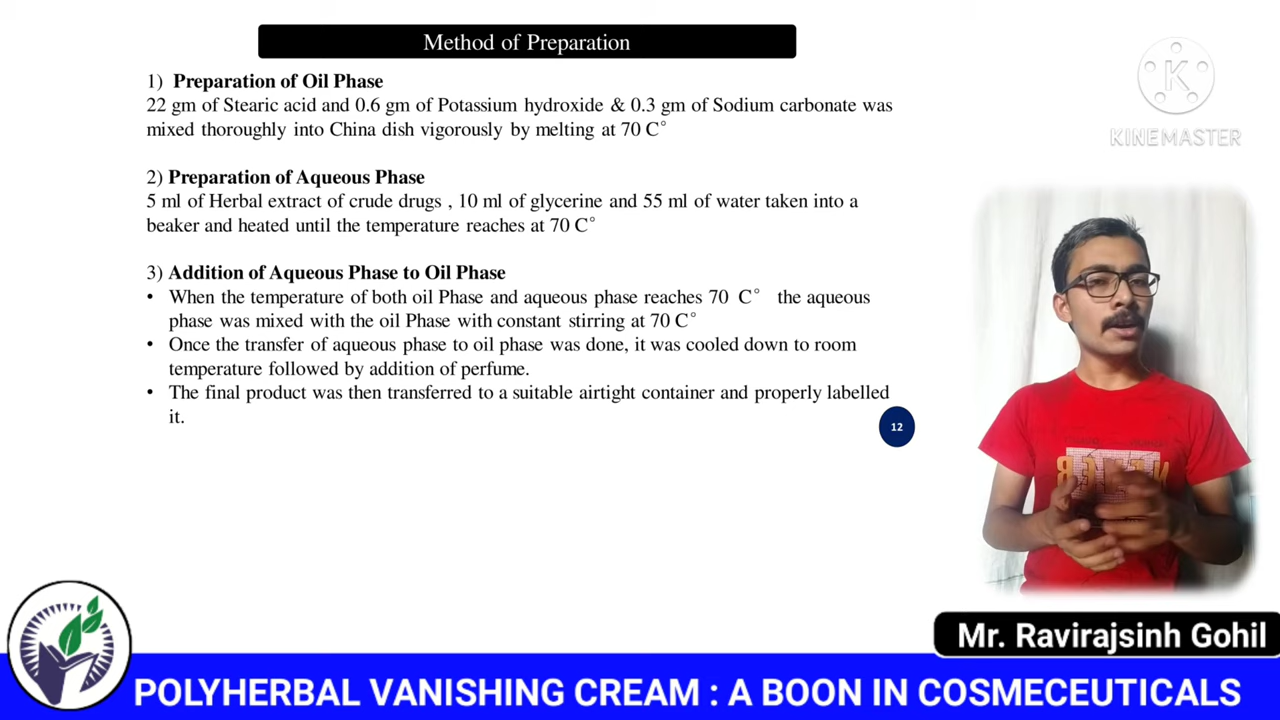 Method of Preparation
1) Preparation of Oil Phase
22 gm of Stearic acid and 0.6 gm of Potassium hydroxide & 0.3 gm of Sodium carbonate was
mixed thoroughly into China dish vigorously by melting at 70 C°
2) Preparation of Aqueous Phase
5 ml of Herbal extract of crude drugs , 10 ml of glycerine and 55 ml of water taken into a
beaker and heated until the temperature reaches at 70 C°
3) Addition of Aqueous Phase to Oil Phase
• When the temperature of both oil Phase and aqueous phase reaches 70 C° the aqueous
phase was mixed with the oil Phase with constant stirring at 70 C°
• Once the transfer of aqueous phase to oil phase was done, it was cooled down to room
temperature followed by addition of perfume.
• The final product was then transferred to a suitable airtight container and properly labelled
it.
12
K
KINEMASTER
Mr. Ravirajsinh Gohil
POLYHERBAL VANISHING CREAM : A BOON IN COSMECEUTICALS